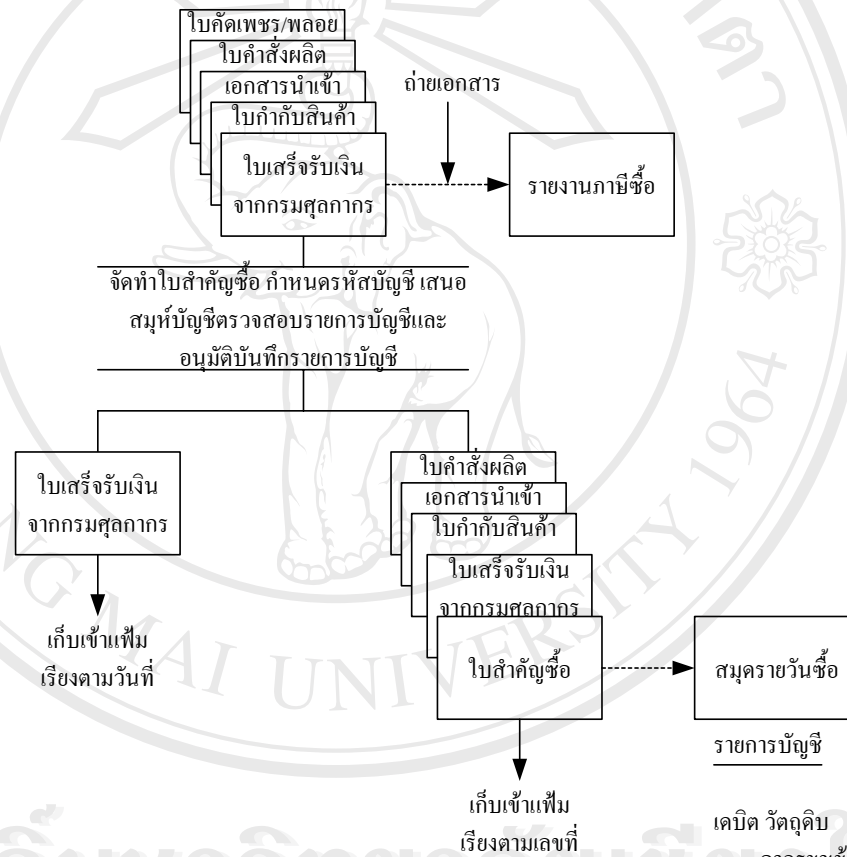 ใบคัดเพชร/พลอย
ใบคำสั่งผลิต
เอกสารนำเข้า
ใบกำกับสินค้า
ใบเสร็จรับเงิน
จากกรมศุลกากร
ถ่ายเอกสาร
รายงานภาษีซื้อ
จัดทำใบสำคัญซื้อ กำหนดรหัสบัญชี เสนอ
สมุห์บัญชีตรวจสอบรายการบัญชีและ
อนุมัติบันทึกรายการบัญชี
ใบเสร็จรับเงิน
จากกรมศุลกากร
เก็บเข้าแฟ้ม
เรียงตามวันที่
ใบคำสั่งผลิต
เอกสารนำเข้า
ใบกำกับสินค้า
ใบเสร็จรับเงิน
จากกรมศุลกากร
ใบสำคัญซื้อ
สมุดรายวันซื้อ
รายการบัญชี
เก็บเข้าแฟ้ม
เรียงตามเลขที่
เดบิต วัตถุดิบ
MAI UNIVERSITY 1964